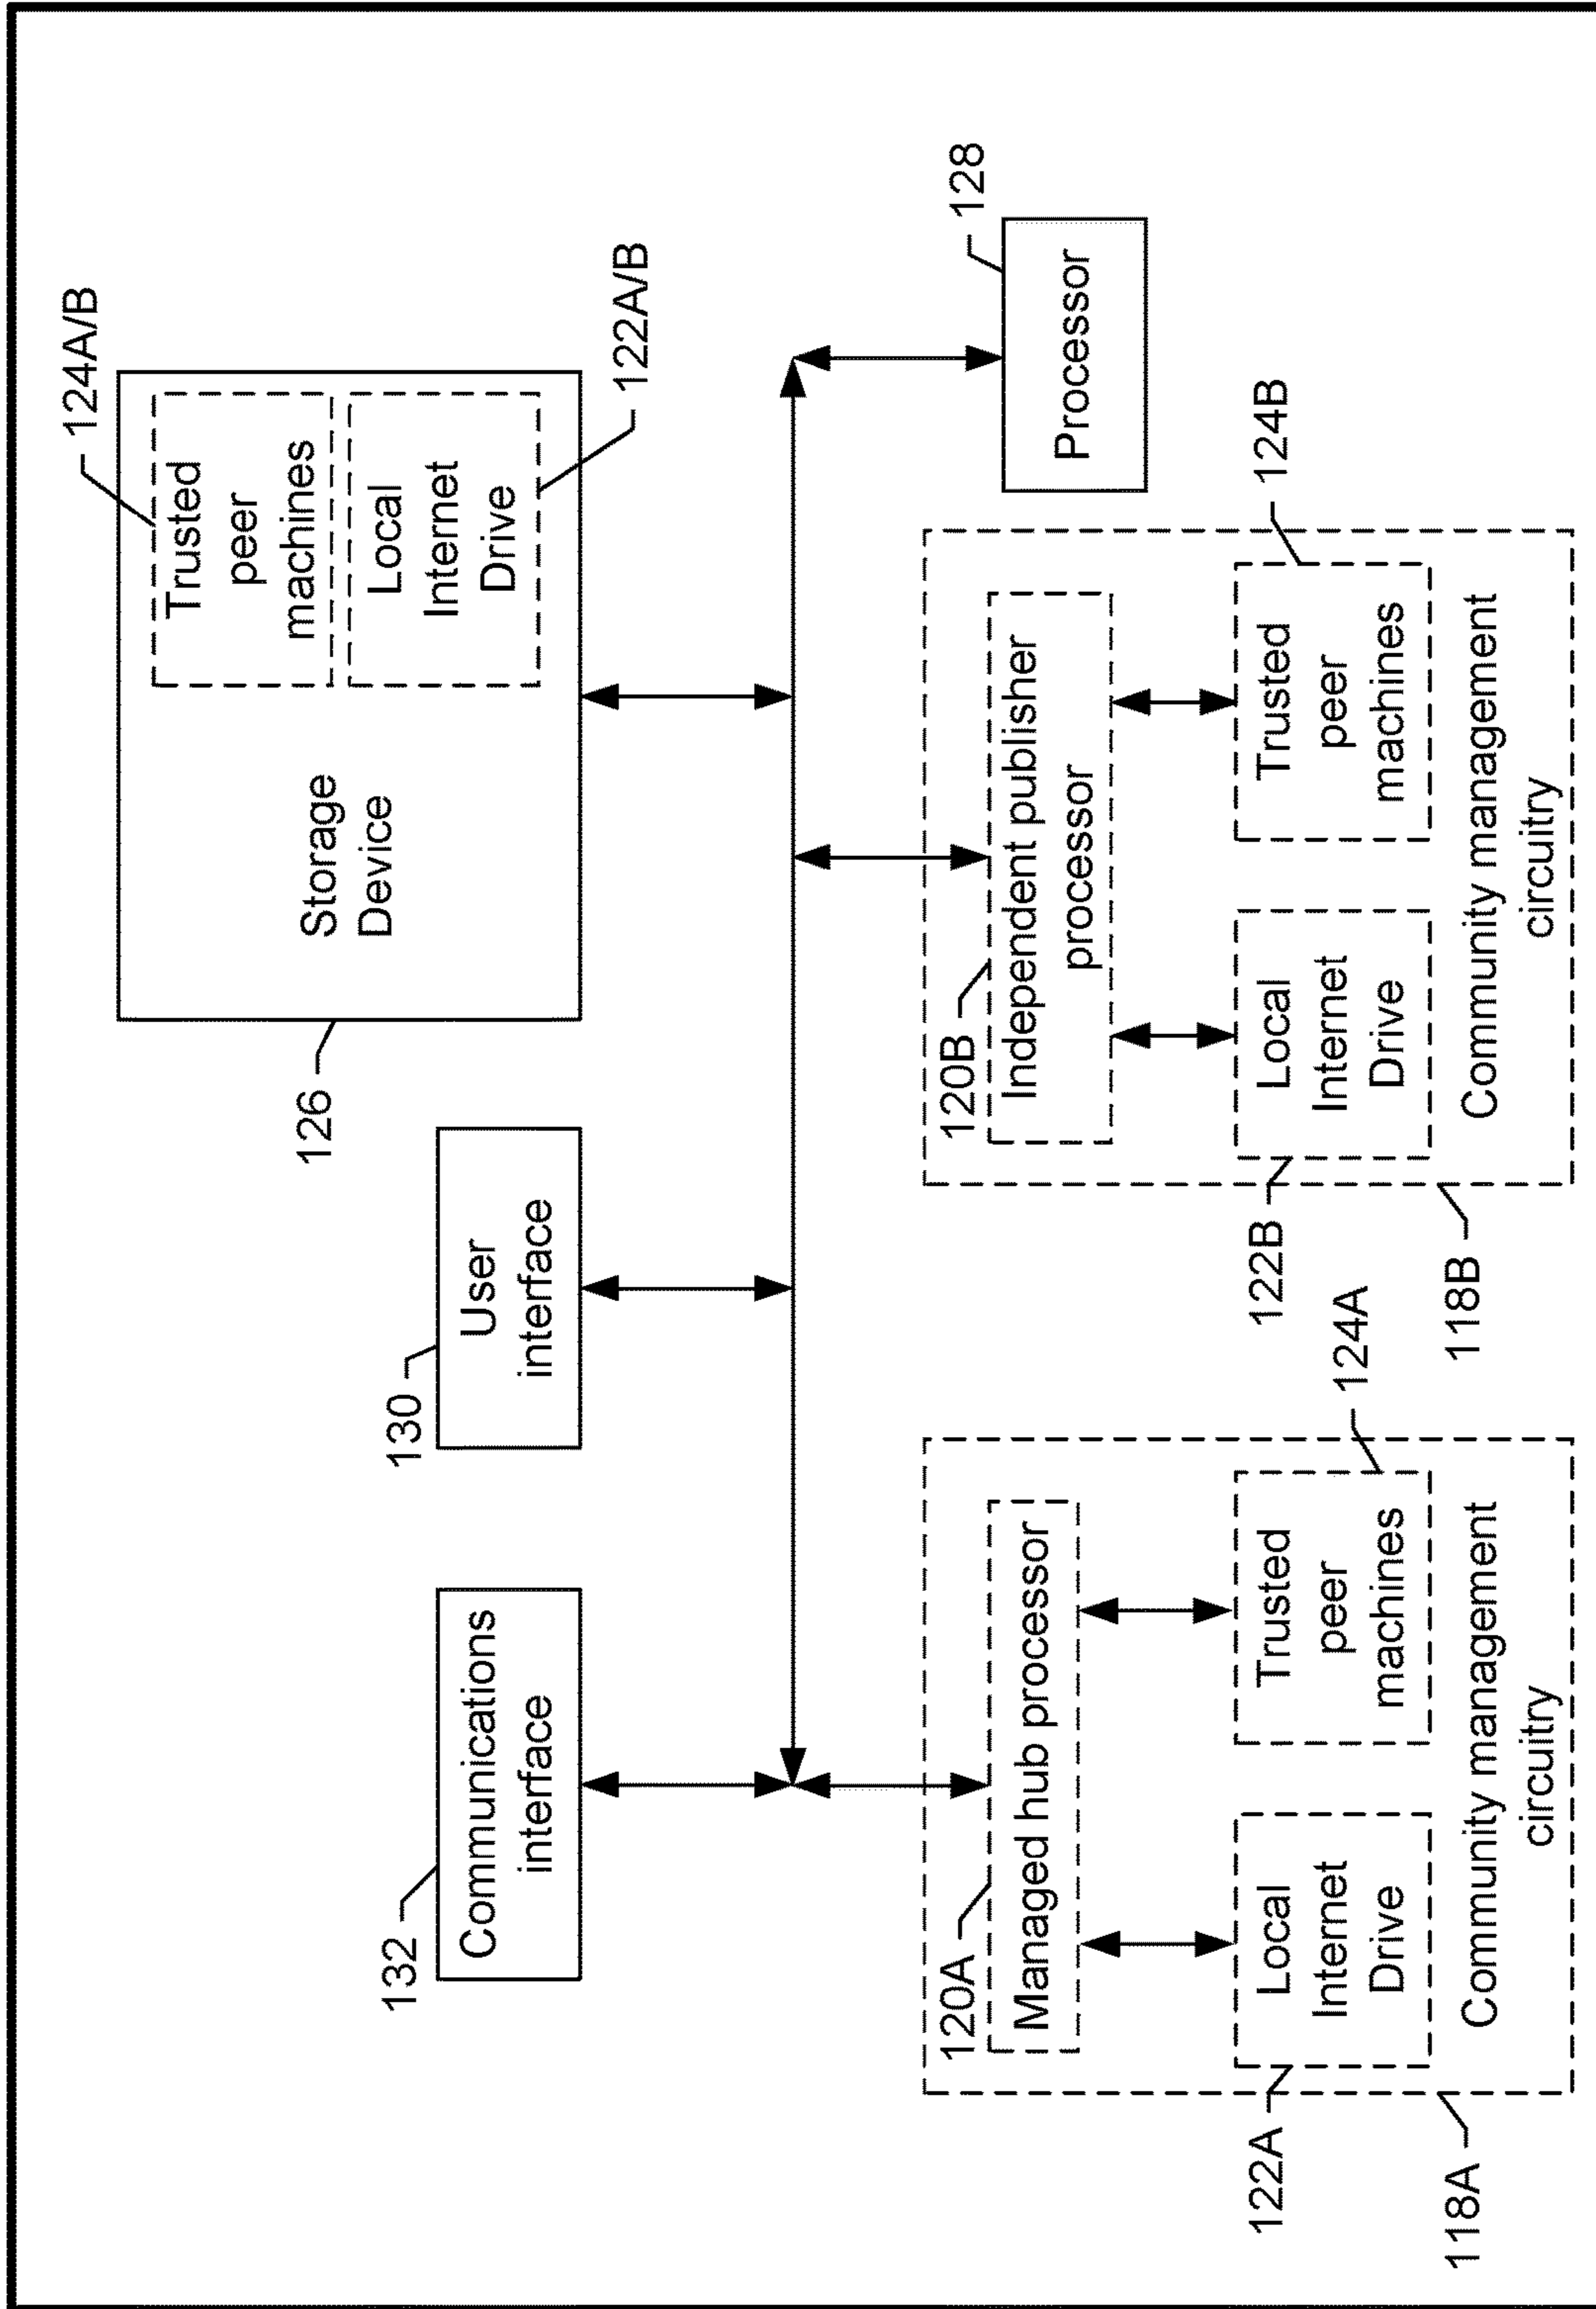 132
Communications
interface
130
User
interface
126
Storage
Device
124A/B
Trusted
peer
machines
122A/B
Local
Internet
Drive
128
Processor
120A
Managed hub processor
122A
Local
Internet
Drive
124A
Trusted
peer
machines
118A
Community management
circuitry
120B
Independent publisher
processor
122B
Local
Internet
Drive
124B
Trusted
peer
machines
118B
Community management
circuitry